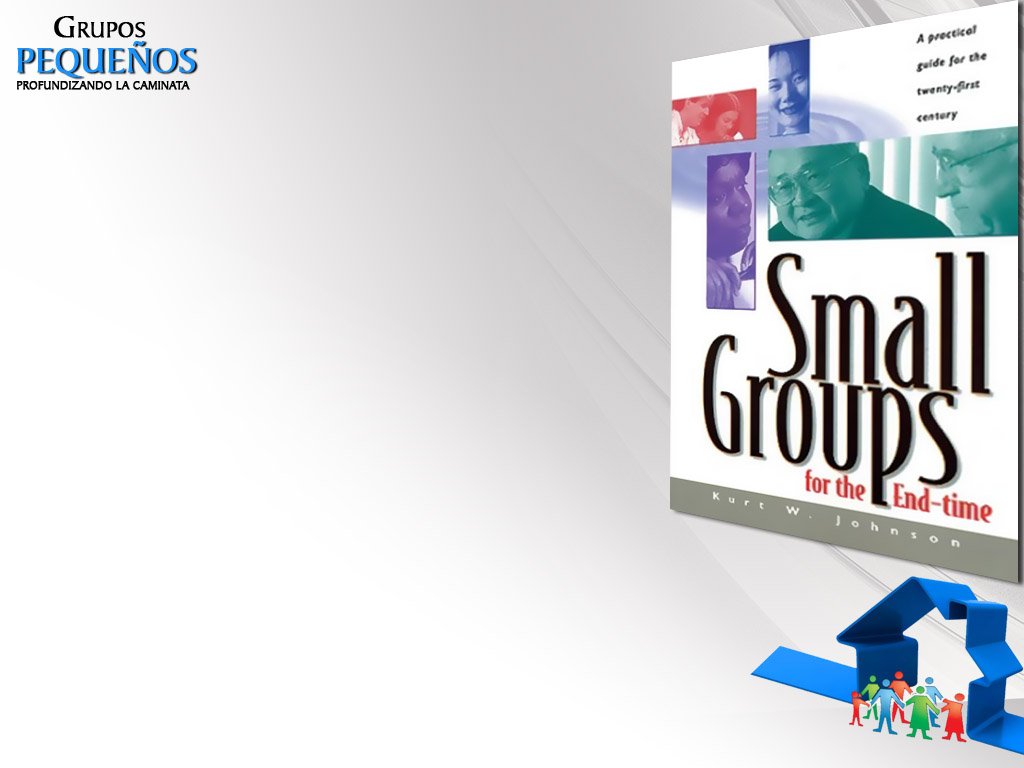 GRUPOS
PEQUEÑOS
PROFUNDIZANDO LA CAMINATA
A practical
guide for the
twenty-first
century
Small
Groups
for the End-time
Kurt W. Johnson